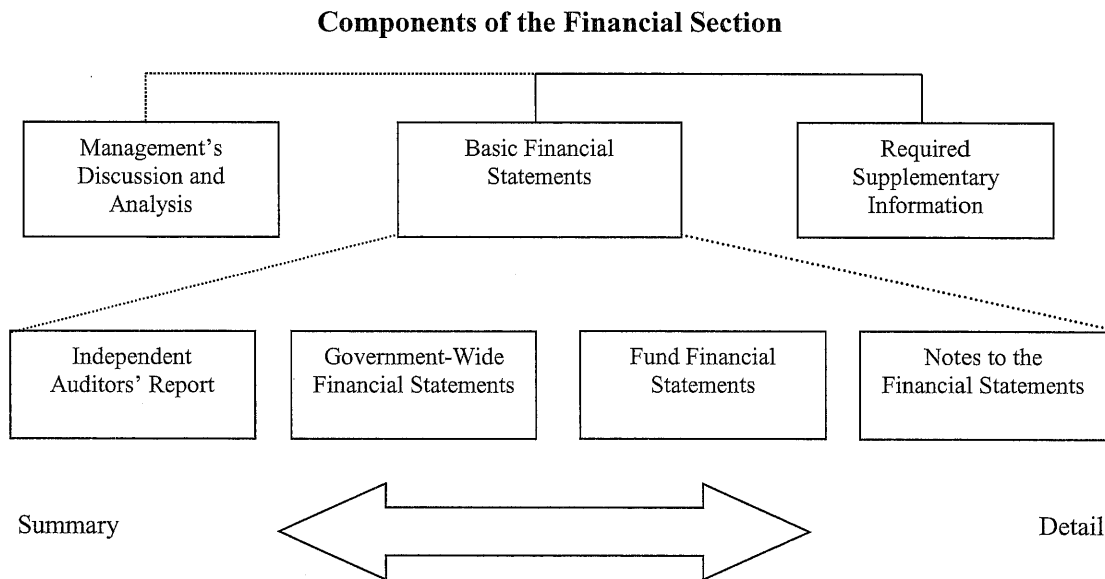 Components of the Financial Section
Management's
Discussion and
Analysis
Basic Financial
Statements
Required
Supplementary
Information
Independent
Auditors' Report
Government-Wide
Financial Statements
Fund Financial
Statements
Notes to the
Financial Statements
Summary
Detail